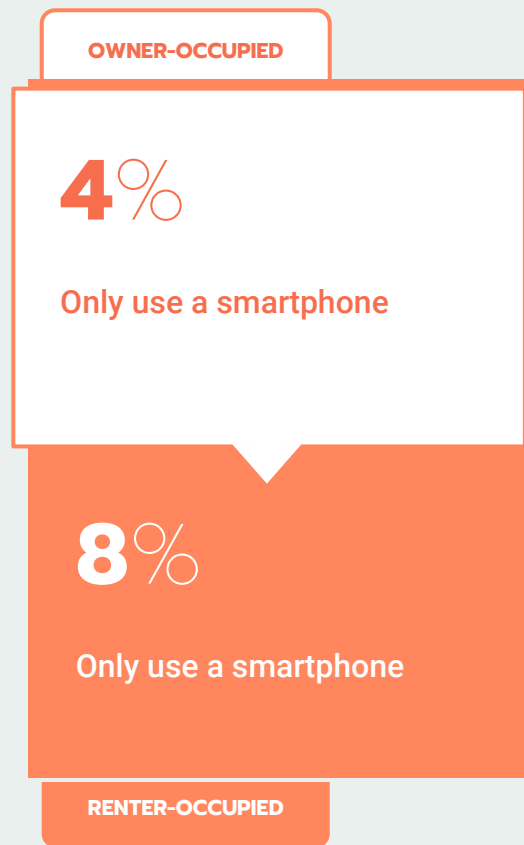 OWNER-OCCUPIED
4%
Only use a smartphone
8%
Only use a smartphone
RENTER-OCCUPIED